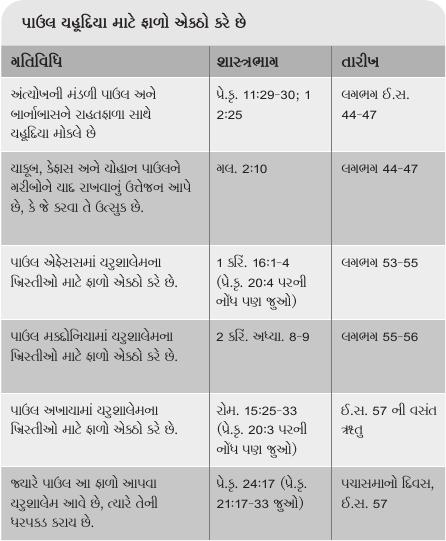 પાઉલ યહૂદિયા માટે ફાળો એકઠો કરે છે
ગતિવિધિ શાસ્ત્રભાગ તારીખ
અંત્યોખની મંડળી પાઉલ અને
બાર્નાબાસને રાહતફાળા સાથે
યહૂદિયા મોકલે છે
પ્રે.કૃ. 11:29-30; 1
2:25
લગભગ ઈ.સ.
44-47
યાકૂબ, કેફાસ અને યોહાન પાઉલને
ગરીબોને યાદ રાખવાનું ઉત્તેજન આપે
છે, કે જે કરવા તે ઉત્સુક છે.
ગલ. 2:10
લગભગ 44-47
પાઉલ એફેસસમાં યરુશાલેમના
ખ્રિસ્તીઓ માટે ફાળો એકઠો કરે છે.
1 કરિં. 16:1-4
(પ્રે.કૃ. 20:4 પરની
નોંધ પણ જુઓ)
લગભગ 53-55
પાઉલ મકદોનિયામાં યરુશાલેમના
ખ્રિસ્તીઓ માટે ફાળો એકઠો કરે છે.
2 કરિં. અધ્યા. 8-9
લગભગ 55-56
પાઉલ અખાયામાં યરુશાલેમના
ખ્રિસ્તીઓ માટે ફાળો એકઠો કરે છે.
રોમ. 15:25-33
(પ્રે.કૃ. 20:3 પરની
નોંધ પણ જુઓ)
ઈ.સ. 57 ની વસંત
ઋતુ
જ્યારે પાઉલ આ ફાળો આપવા
યરુશાલેમ આવે છે, ત્યારે તેની
ધરપકડ કરાય છે.
પ્રે.કૃ. 24:17 (પ્રે.કૃ.
21:17-33 જુઓ)
પચાસમાનો દિવસ,
ઈ.સ. 57